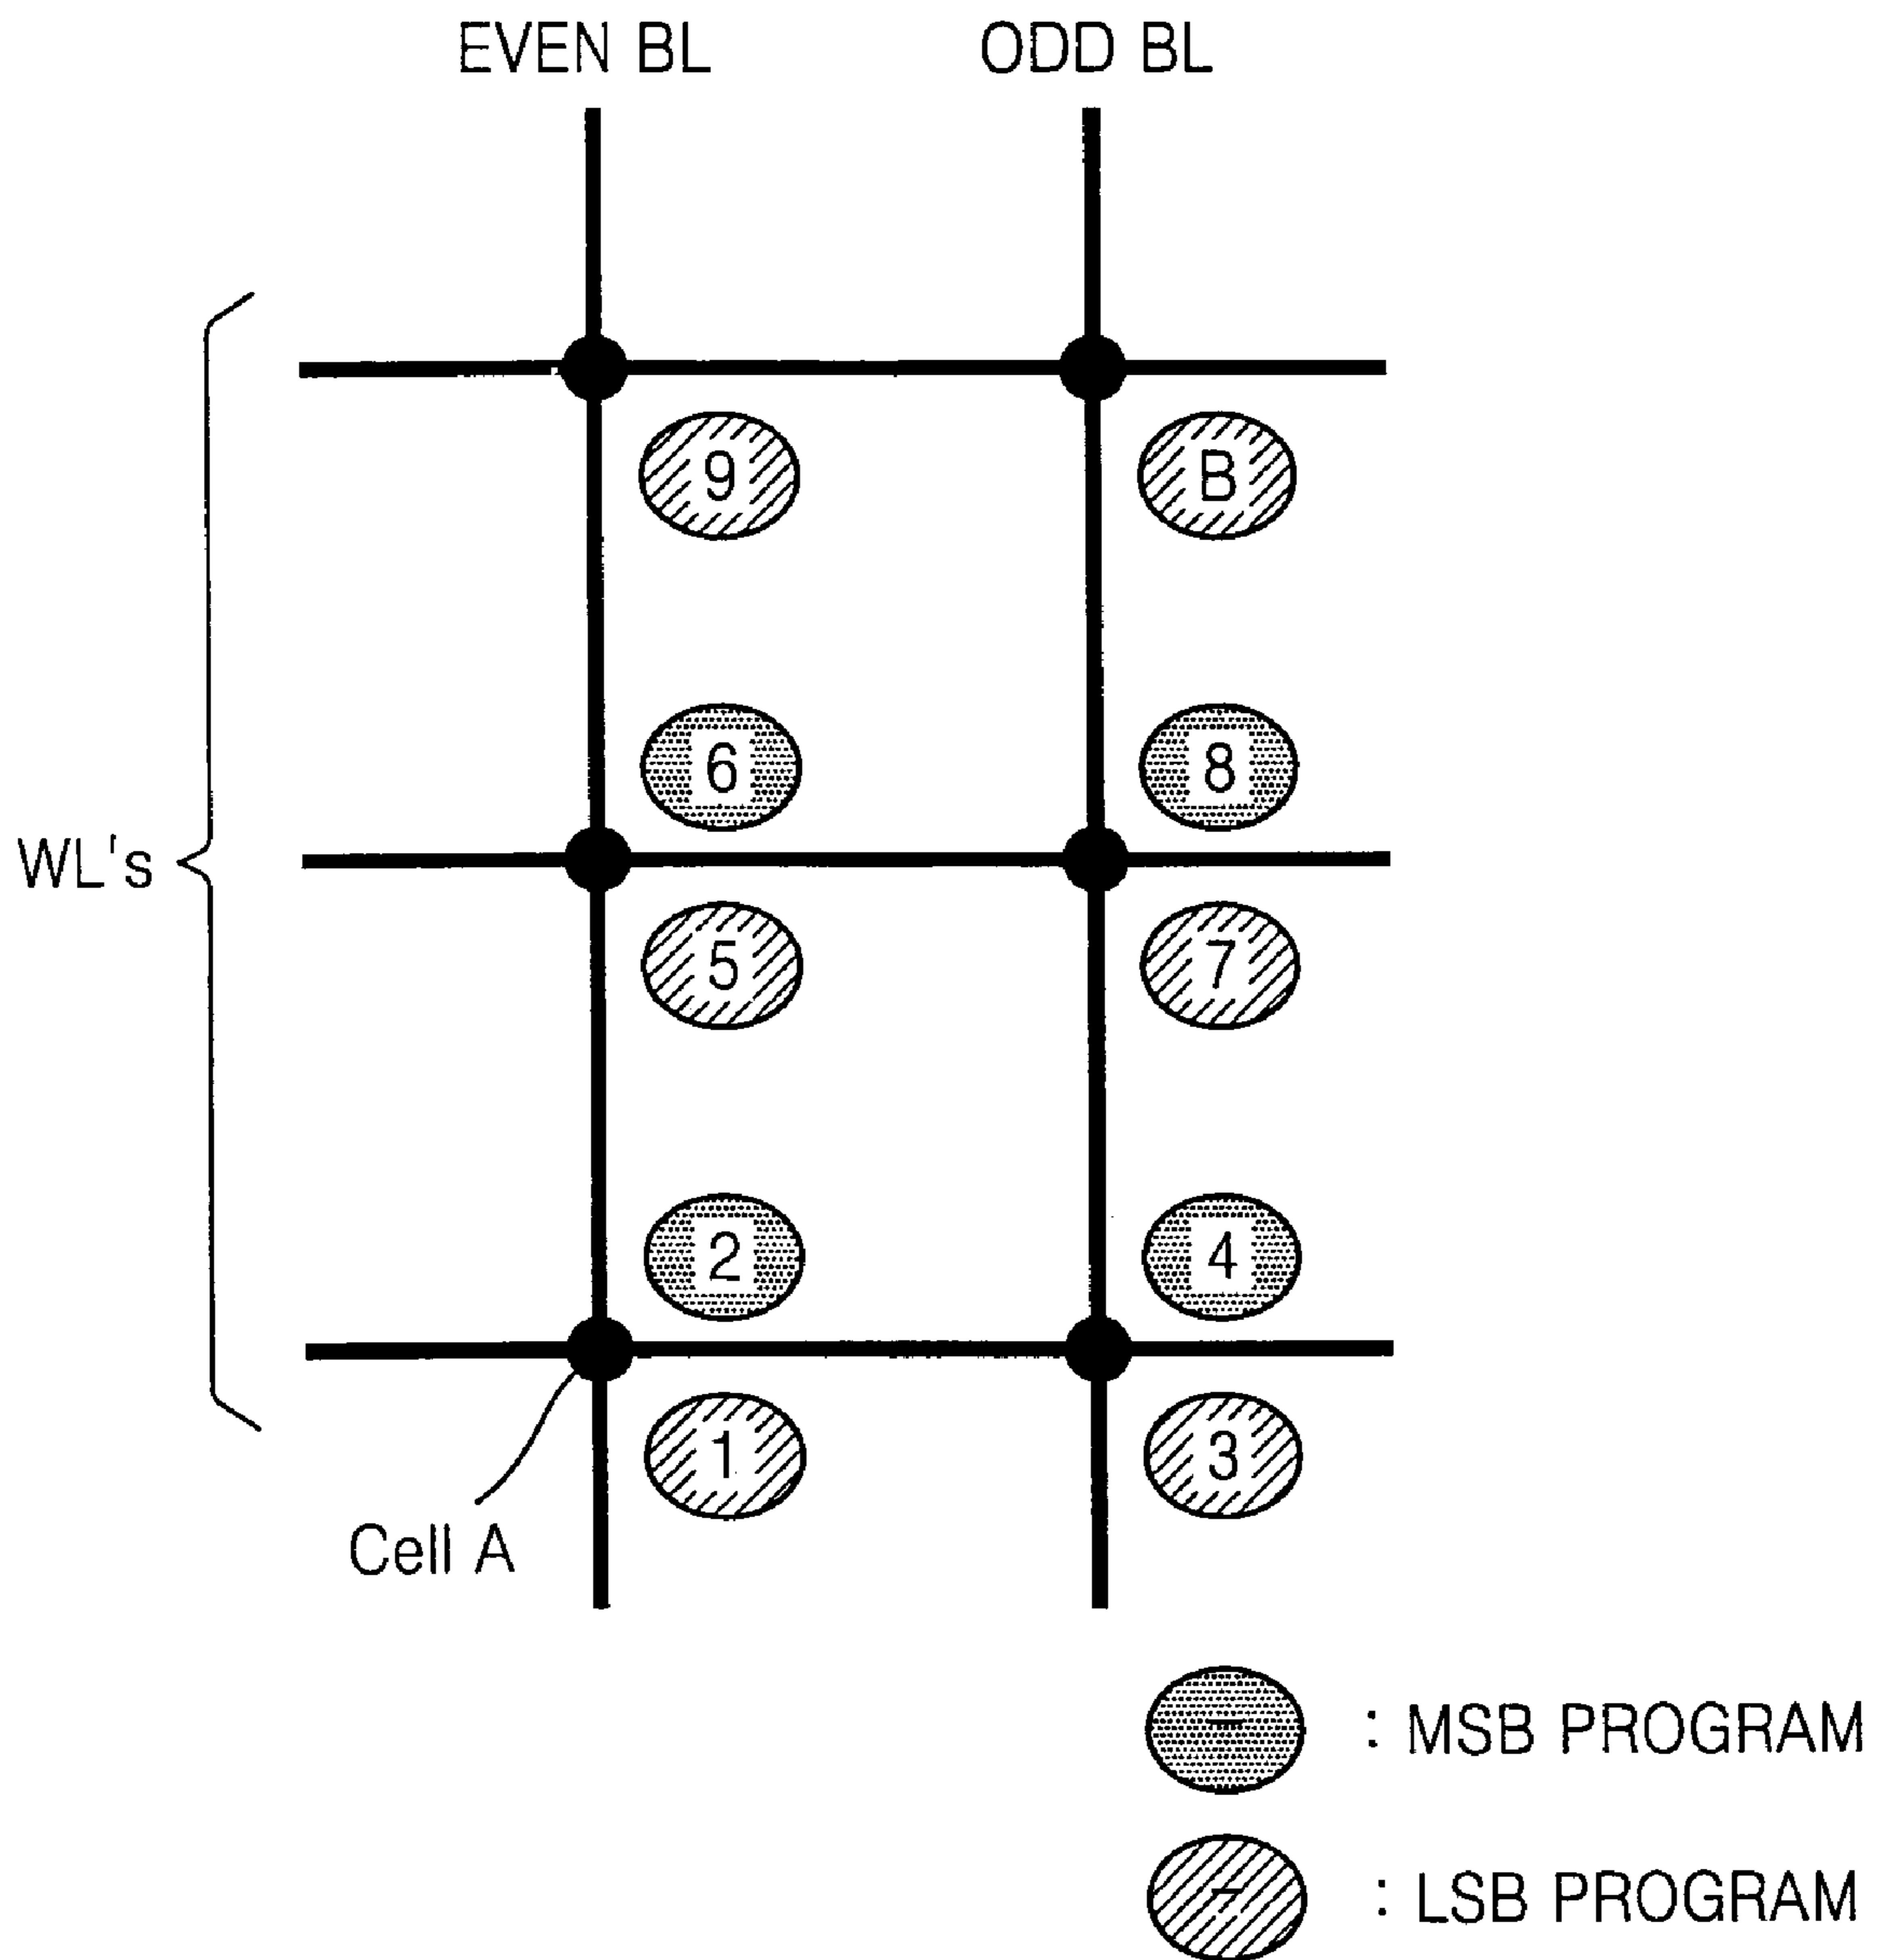 EVEN BL ODD BL
9 B
6 8
WL's
5 7
2 4
1 3
Cell A
: MSB PROGRAM
: LSB PROGRAM